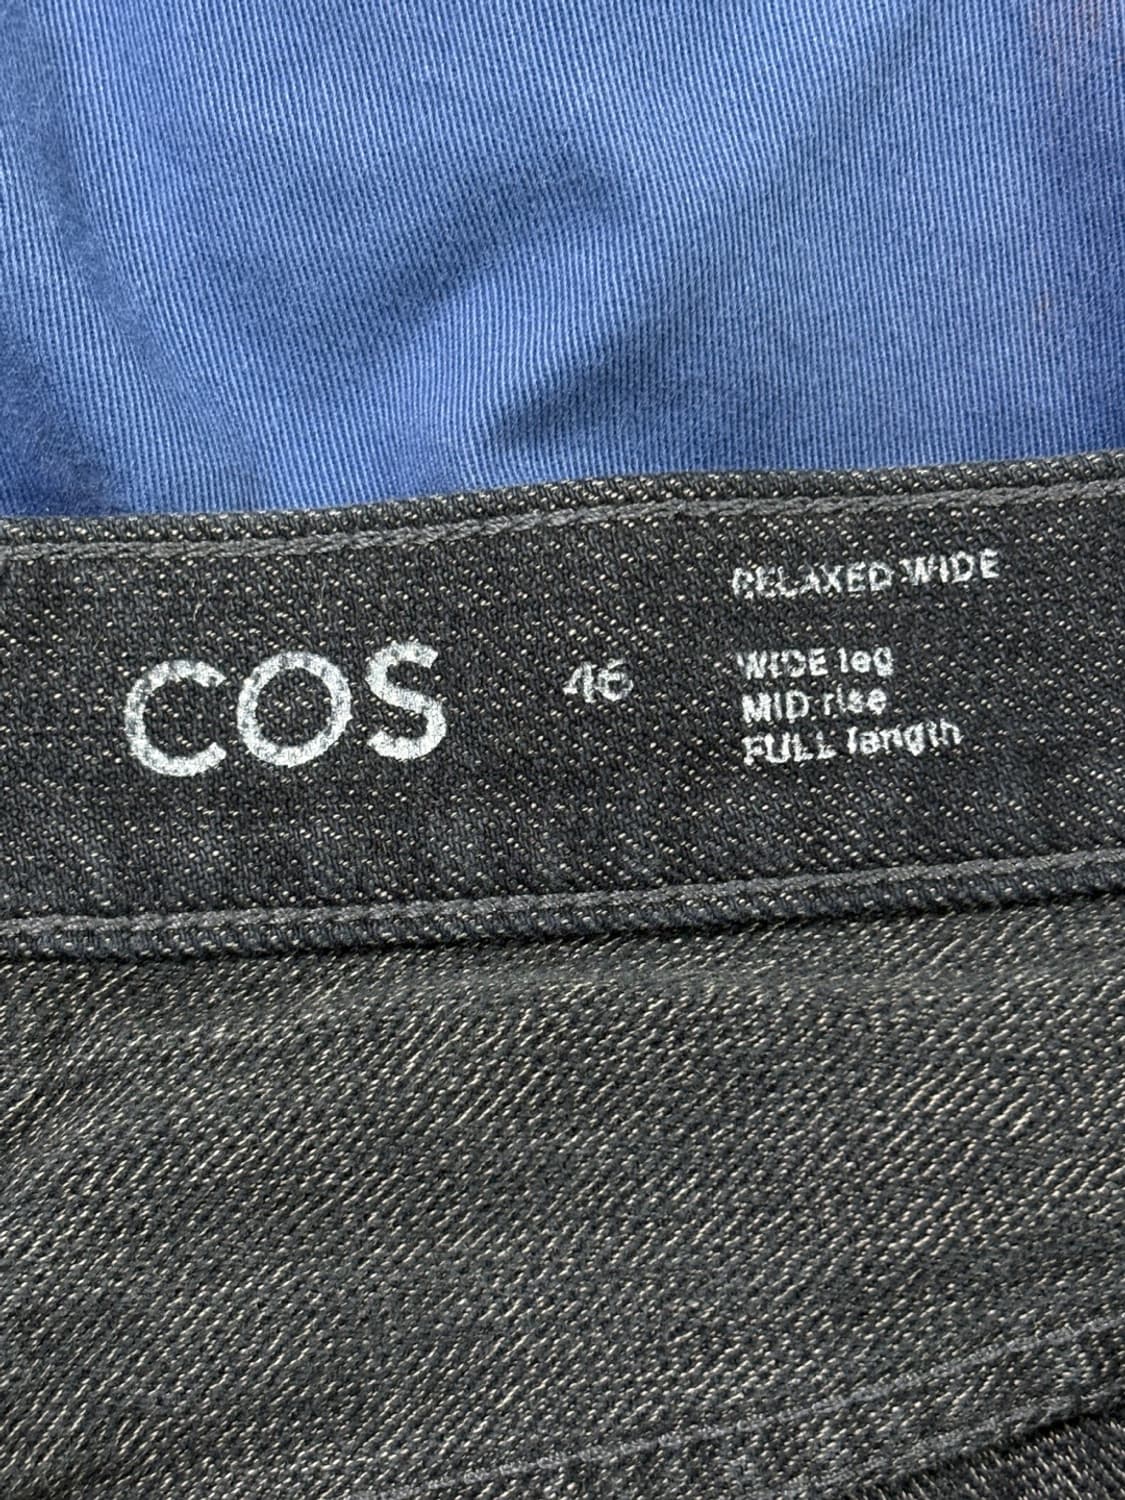 COS
46
RELAXED WIDE
WIDE leg
MID rise
FULL length